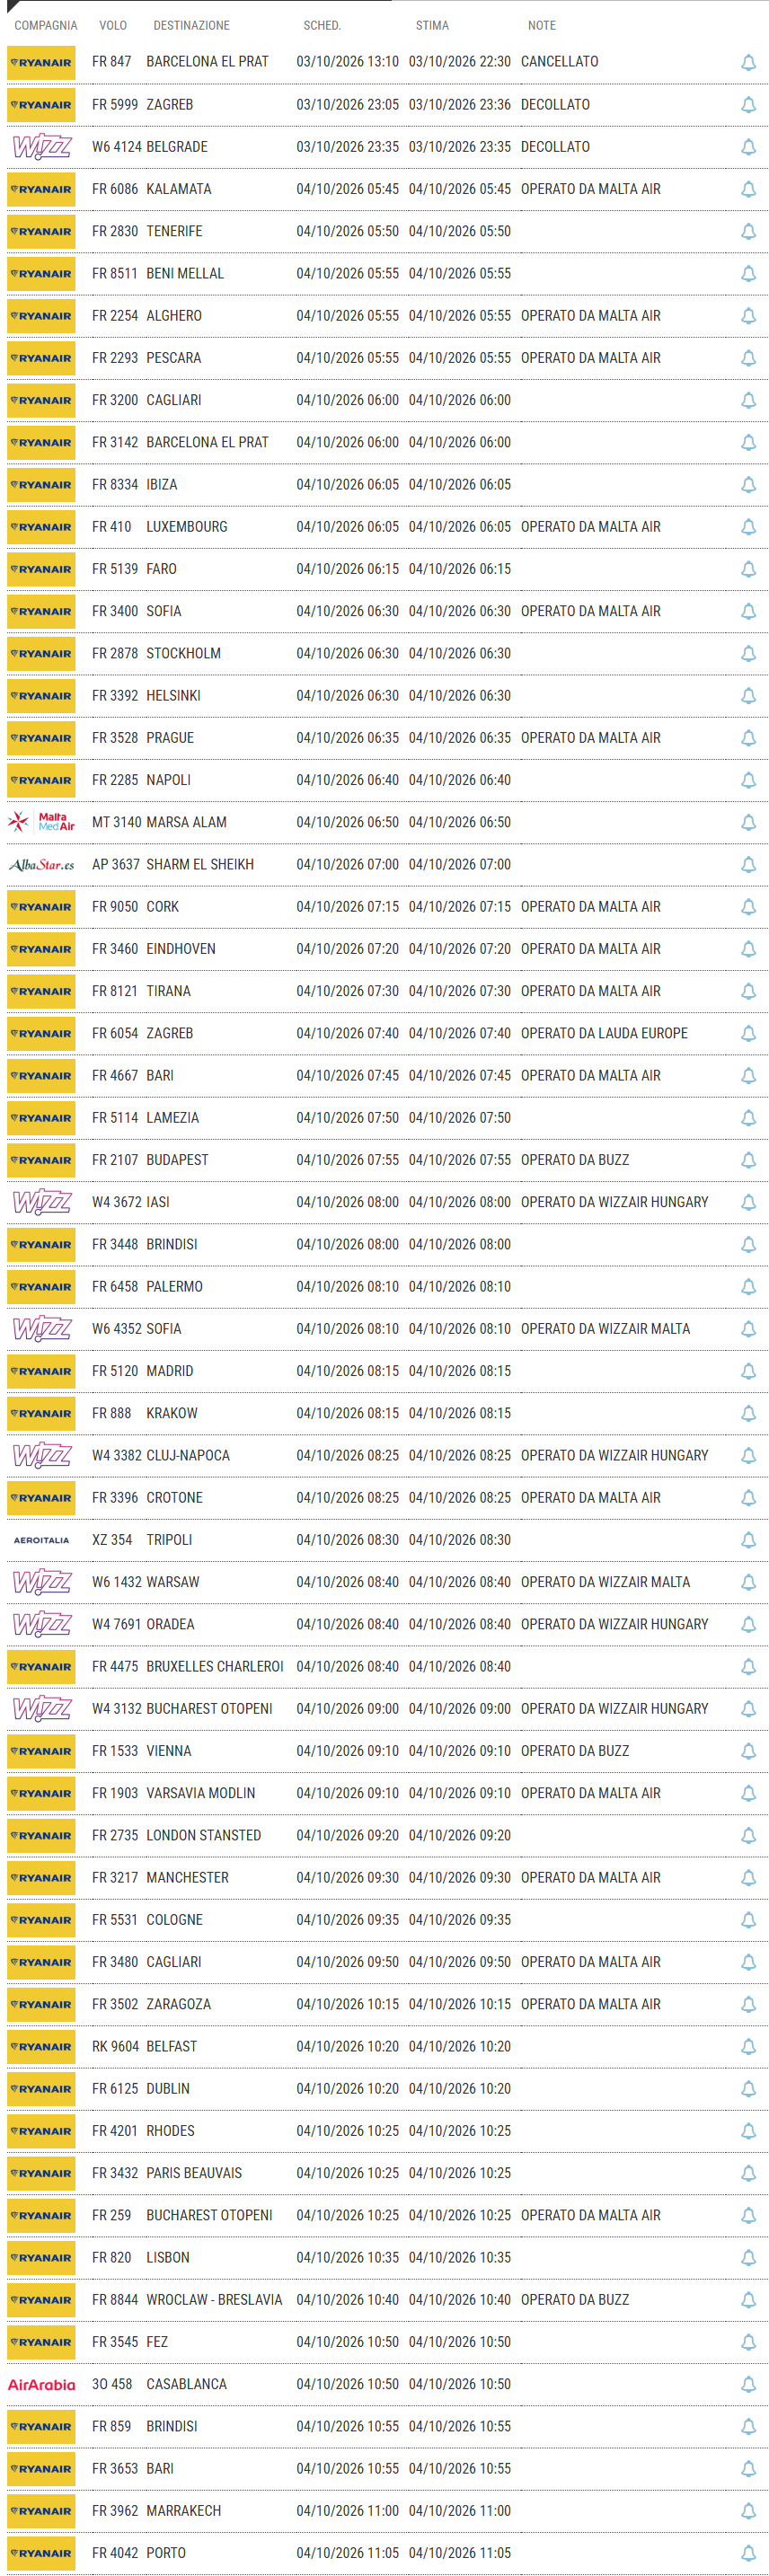 COMPAGNIA VOLO DESTINAZIONE SCHED. STIMA NOTE
RYANAIR FR 847 BARCELONA EL PRAT 03/10/2026 13:10 03/10/2026 22:30 CANCELLATO
RYANAIR FR 5999 ZAGREB 03/10/2026 23:05 03/10/2026 23:36 DECOLLATO
WIZZ W6 4124 BELGRADE 03/10/2026 23:35 03/10/2026 23:35 DECOLLATO
RYANAIR FR 6086 KALAMATA 04/10/2026 05:45 04/10/2026 05:45 OPERATO DA MALTA AIR
RYANAIR FR 2830 TENERIFE 04/10/2026 05:50 04/10/2026 05:50
RYANAIR FR 8511 BENI MELLAL 04/10/2026 05:55 04/10/2026 05:55
RYANAIR FR 2254 ALGHERO 04/10/2026 05:55 04/10/2026 05:55 OPERATO DA MALTA AIR
RYANAIR FR 2293 PESCARA 04/10/2026 05:55 04/10/2026 05:55 OPERATO DA MALTA AIR
RYANAIR FR 3200 CAGLIARI 04/10/2026 06:00 04/10/2026 06:00
RYANAIR FR 3142 BARCELONA EL PRAT 04/10/2026 06:00 04/10/2026 06:00
RYANAIR FR 8334 IBIZA 04/10/2026 06:05 04/10/2026 06:05
RYANAIR FR 410 LUXEMBOURG 04/10/2026 06:05 04/10/2026 06:05 OPERATO DA MALTA AIR
RYANAIR FR 5139 FARO 04/10/2026 06:15 04/10/2026 06:15
RYANAIR FR 3400 SOFIA 04/10/2026 06:30 04/10/2026 06:30 OPERATO DA MALTA AIR
RYANAIR FR 2878 STOCKHOLM 04/10/2026 06:30 04/10/2026 06:30
RYANAIR FR 3392 HELSINKI 04/10/2026 06:30 04/10/2026 06:30
RYANAIR FR 3528 PRAGUE 04/10/2026 06:35 04/10/2026 06:35 OPERATO DA MALTA AIR
RYANAIR FR 2285 NAPOLI 04/10/2026 06:40 04/10/2026 06:40
Malta MedAir MT 3140 MARSA ALAM 04/10/2026 06:50 04/10/2026 06:50
AlbaStar.es AP 3637 SHARM EL SHEIKH 04/10/2026 07:00 04/10/2026 07:00
RYANAIR FR 9050 CORK 04/10/2026 07:15 04/10/2026 07:15 OPERATO DA MALTA AIR
RYANAIR FR 3460 EINDHOVEN 04/10/2026 07:20 04/10/2026 07:20 OPERATO DA MALTA AIR
RYANAIR FR 8121 TIRANA 04/10/2026 07:30 04/10/2026 07:30 OPERATO DA MALTA AIR
RYANAIR FR 6054 ZAGREB 04/10/2026 07:40 04/10/2026 07:40 OPERATO DA LAUDA EUROPE
RYANAIR FR 4667 BARI 04/10/2026 07:45 04/10/2026 07:45 OPERATO DA MALTA AIR
RYANAIR FR 5114 LAMEZIA 04/10/2026 07:50 04/10/2026 07:50
RYANAIR FR 2107 BUDAPEST 04/10/2026 07:55 04/10/2026 07:55 OPERATO DA BUZZ
WIZZ W4 3672 IASI 04/10/2026 08:00 04/10/2026 08:00 OPERATO DA WIZZAIR HUNGARY
RYANAIR FR 3448 BRINDISI 04/10/2026 08:00 04/10/2026 08:00
RYANAIR FR 6458 PALERMO 04/10/2026 08:10 04/10/2026 08:10
WIZZ W6 4352 SOFIA 04/10/2026 08:10 04/10/2026 08:10 OPERATO DA WIZZAIR MALTA
RYANAIR FR 5120 MADRID 04/10/2026 08:15 04/10/2026 08:15
RYANAIR FR 888 KRAKOW 04/10/2026 08:15 04/10/2026 08:15
WIZZ W4 3382 CLUJ-NAPOCA 04/10/2026 08:25 04/10/2026 08:25 OPERATO DA WIZZAIR HUNGARY
RYANAIR FR 3396 CROTONE 04/10/2026 08:25 04/10/2026 08:25 OPERATO DA MALTA AIR
AEROITALIA XZ 354 TRIPOLI 04/10/2026 08:30 04/10/2026 08:30
WIZZ W6 1432 WARSAW 04/10/2026 08:40 04/10/2026 08:40 OPERATO DA WIZZAIR MALTA
WIZZ W4 7691 ORADEA 04/10/2026 08:40 04/10/2026 08:40 OPERATO DA WIZZAIR HUNGARY
RYANAIR FR 4475 BRUXELLES CHARLEROI 04/10/2026 08:40 04/10/2026 08:40
WIZZ W4 3132 BUCHAREST OTOPENI 04/10/2026 09:00 04/10/2026 09:00 OPERATO DA WIZZAIR HUNGARY
RYANAIR FR 1533 VIENNA 04/10/2026 09:10 04/10/2026 09:10 OPERATO DA BUZZ
RYANAIR FR 1903 VARSAVIA MODLIN 04/10/2026 09:10 04/10/2026 09:10 OPERATO DA MALTA AIR
RYANAIR FR 2735 LONDON STANSTED 04/10/2026 09:20 04/10/2026 09:20
RYANAIR FR 3217 MANCHESTER 04/10/2026 09:30 04/10/2026 09:30 OPERATO DA MALTA AIR
RYANAIR FR 5531 COLOGNE 04/10/2026 09:35 04/10/2026 09:35
RYANAIR FR 3480 CAGLIARI 04/10/2026 09:50 04/10/2026 09:50 OPERATO DA MALTA AIR
RYANAIR FR 3502 ZARAGOZA 04/10/2026 10:15 04/10/2026 10:15 OPERATO DA MALTA AIR
RYANAIR RK 9604 BELFAST 04/10/2026 10:20 04/10/2026 10:20
RYANAIR FR 6125 DUBLIN 04/10/2026 10:20 04/10/2026 10:20
RYANAIR FR 4201 RHODES 04/10/2026 10:25 04/10/2026 10:25
RYANAIR FR 3432 PARIS BEAUVAIS 04/10/2026 10:25 04/10/2026 10:25
RYANAIR FR 259 BUCHAREST OTOPENI 04/10/2026 10:25 04/10/2026 10:25 OPERATO DA MALTA AIR
RYANAIR FR 820 LISBON 04/10/2026 10:35 04/10/2026 10:35
RYANAIR FR 8844 WROCLAW - BRESLAVIA 04/10/2026 10:40 04/10/2026 10:40 OPERATO DA BUZZ
RYANAIR FR 3545 FEZ 04/10/2026 10:50 04/10/2026 10:50
AirArabia 3O 458 CASABLANCA 04/10/2026 10:50 04/10/2026 10:50
RYANAIR FR 859 BRINDISI 04/10/2026 10:55 04/10/2026 10:55
RYANAIR FR 3653 BARI 04/10/2026 10:55 04/10/2026 10:55
RYANAIR FR 3962 MARRAKECH 04/10/2026 11:00 04/10/2026 11:00
RYANAIR FR 4042 PORTO 04/10/2026 11:05 04/10/2026 11:05